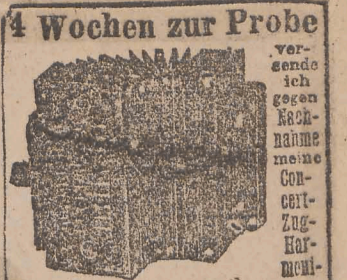 4 Wochen zur Probe
ver-
sende
ich
gegen
Nach-
nahme
meine
Con-
cert-
Zug-
Har-
moni-